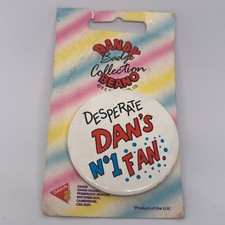 DANDY
Badge
Collection
BEANO
DESPERATE
DAN'S
Nº1 FAN!
"Product of the U.K."